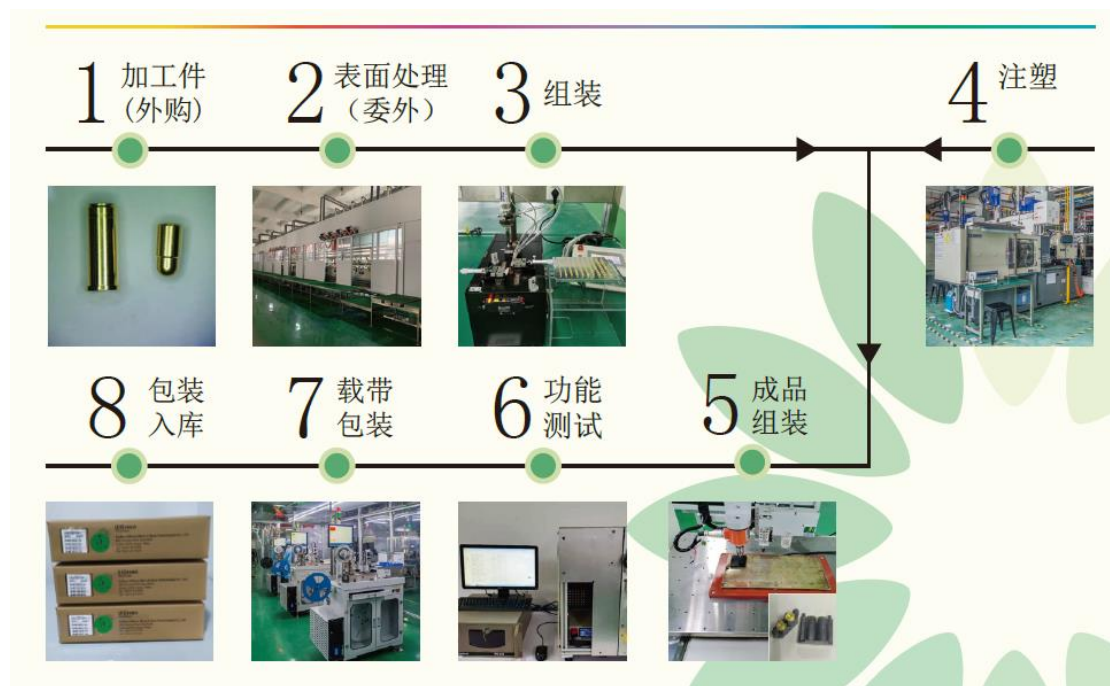 1 加工件
(外购)
2 表面处理
（委外）
3 组装
4 注塑
8 包装
入库
7 载带
包装
6 功能
测试
5 成品
组装